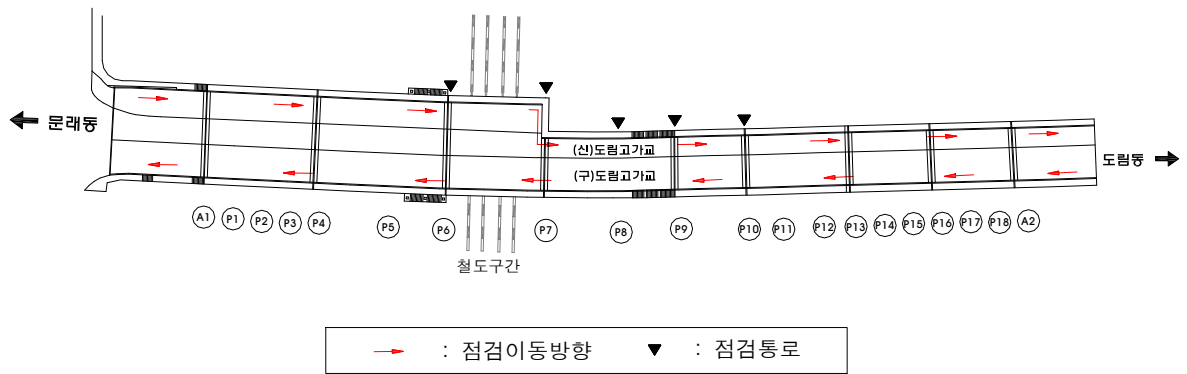 문래동
(신)도림고가교
(구)도림고가교
도림동
A1 P1 P2 P3 P4 P5 P6 P7 P8 P9 P10 P11 P12 P13 P14 P15 P16 P17 P18 A2
철도구간
: 점검이동방향 : 점검통로